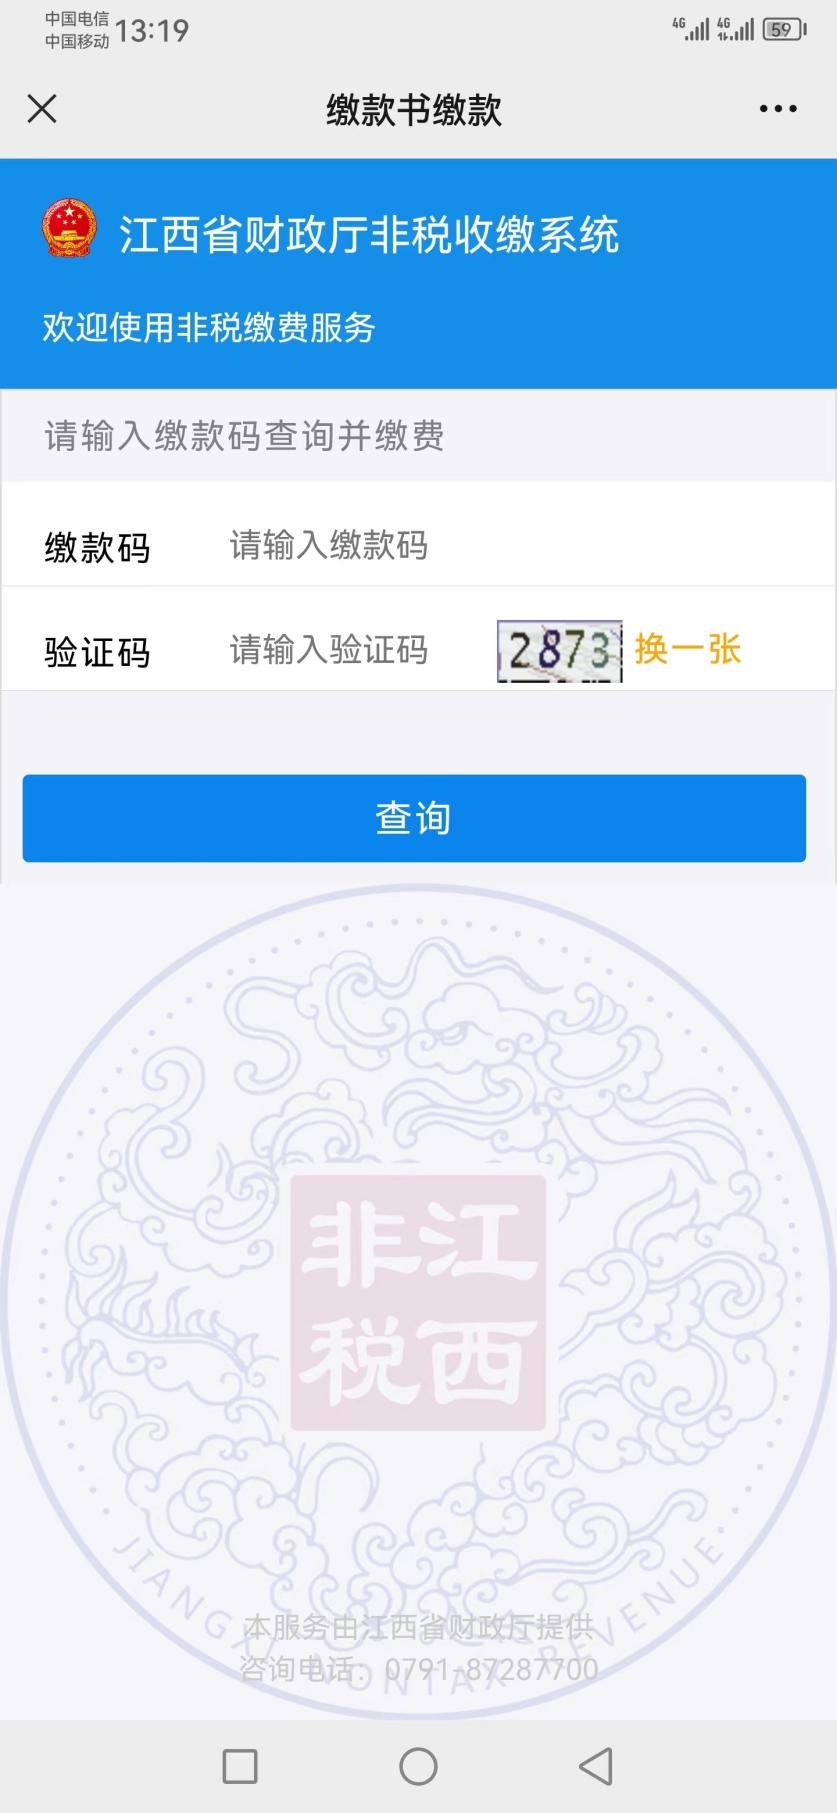 中国电信
中国移动
13:19
4G 4G 59
缴款书缴款
江西省财政厅非税收缴系统
欢迎使用非税缴费服务
请输入缴款码查询并缴费
缴款码 请输入缴款码
验证码 请输入验证码 2873 换一张
查询
非江
税西
JIANGXI NONTAX REVENUE
本服务由江西省财政厅提供
咨询电话：0791-87287700